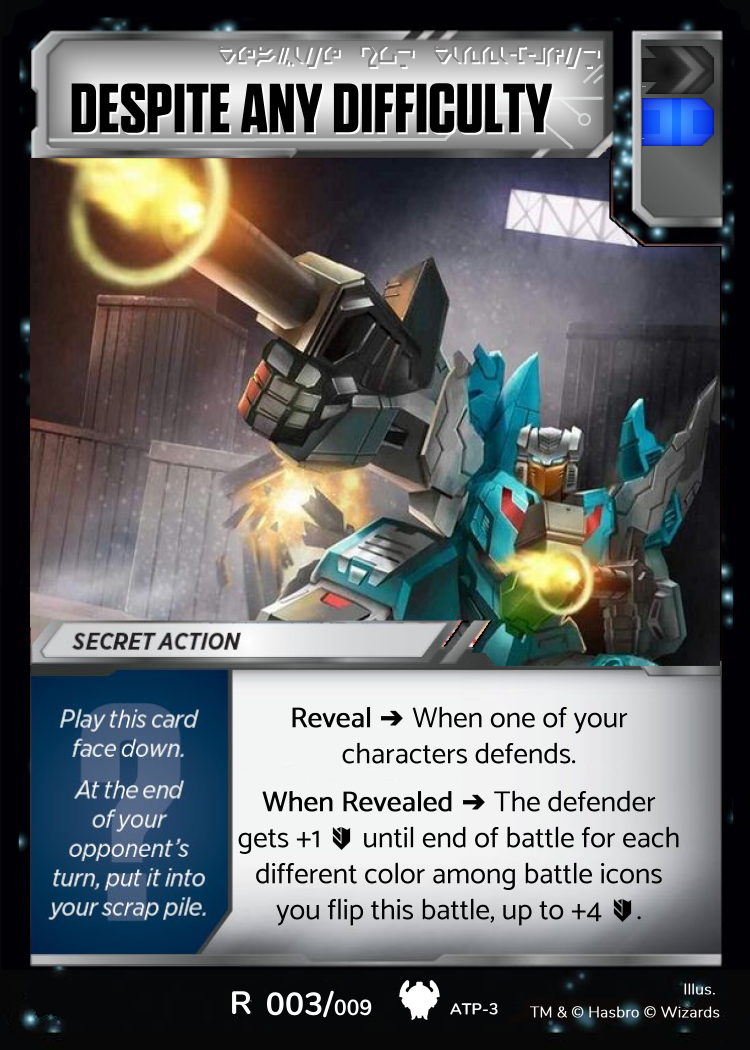 DESPITE ANY DIFFICULTY
SECRET ACTION
Play this card
face down.
At the end
of your
opponent's
turn, put it into
your scrap pile.
Reveal ➔ When one of your
characters defends.
When Revealed ➔ The defender
gets +1 until end of battle for each
different color among battle icons
you flip this battle, up to +4 .
R 003/009
ATP-3
Illus.
TM & © Hasbro © Wizards